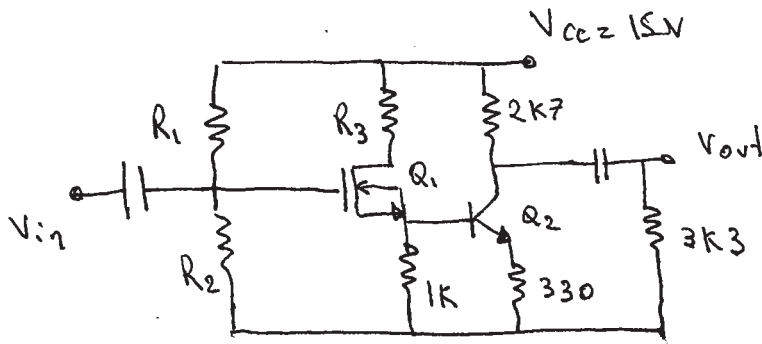 Vcc = 15V
R1
R3
2K7
Vout
Q1
Vin
Q2
R2
1K
330
3K3